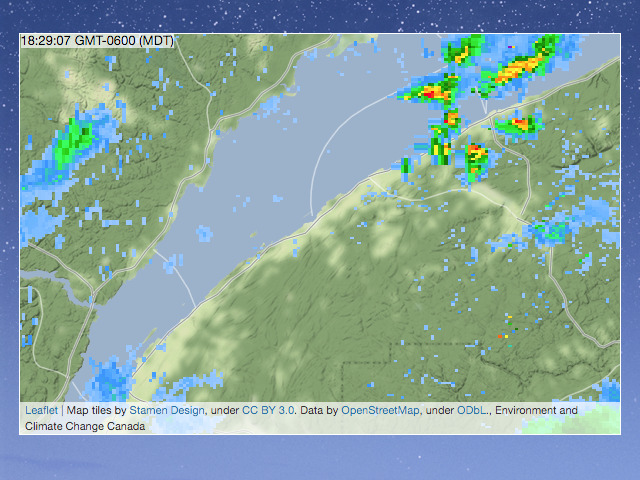 18:29:07 GMT-0600 (MDT)
Leaflet | Map tiles by Stamen Design, under CC BY 3.0. Data by OpenStreetMap, under ODbL., Environment and
Climate Change Canada